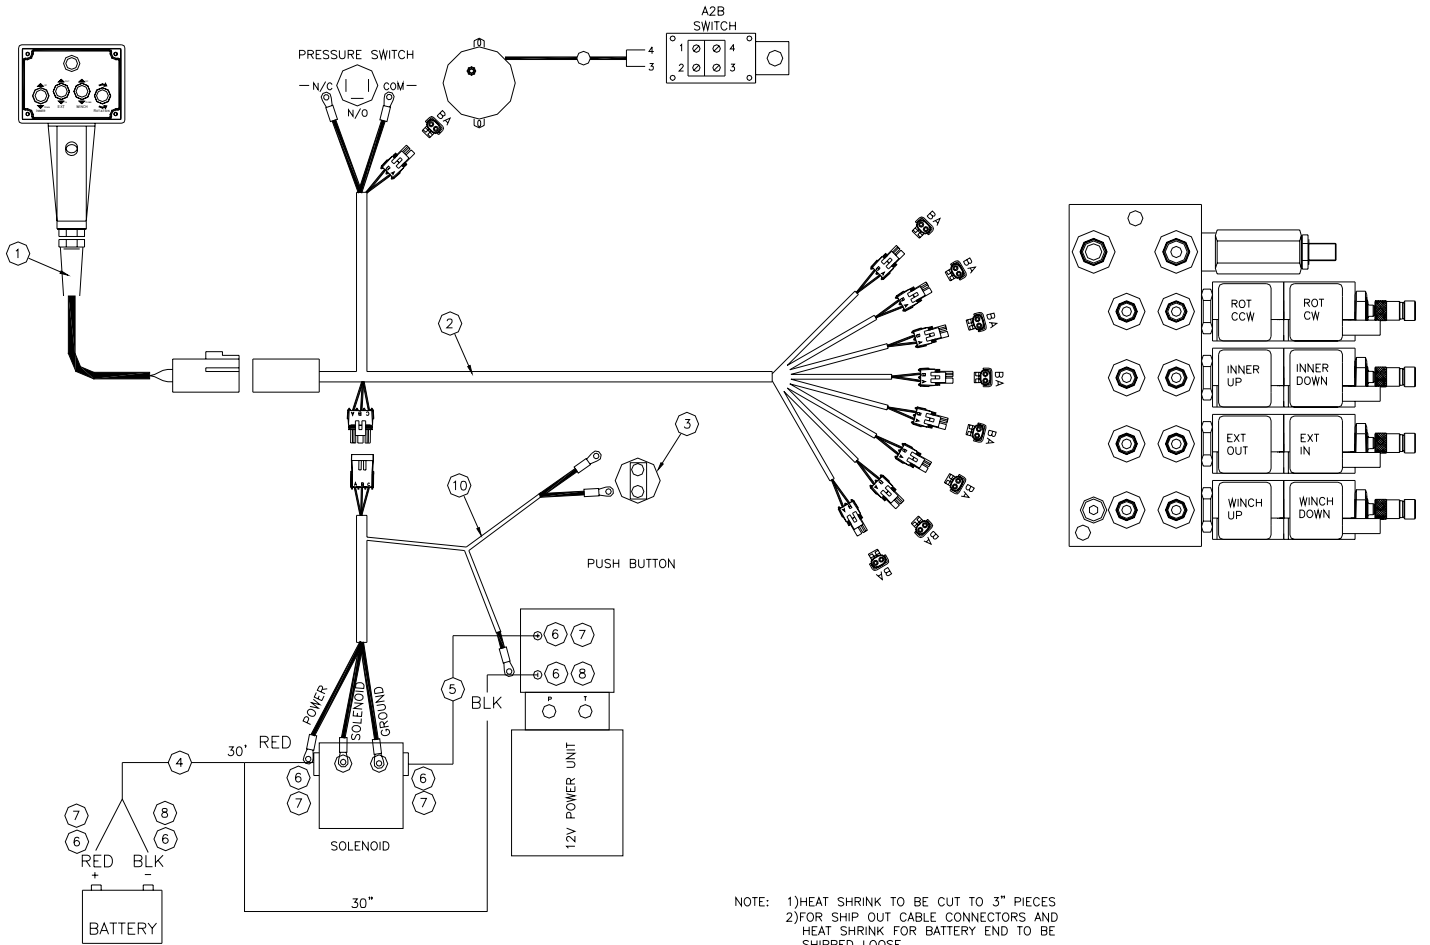 A2B
SWITCH
PRESSURE SWITCH
N/C
COM
N/O
1
4
2
3
4
3
BA
1
2
BA
BA
BA
BA
BA
BA
BA
BA
ROT
CCW
ROT
CW
INNER
UP
INNER
DOWN
EXT
OUT
EXT
IN
WINCH
UP
WINCH
DOWN
3
10
PUSH BUTTON
6
7
6
8
5
BLK
P
T
POWER
SOLENOID
GROUND
RED
30'
4
6
7
6
7
12V POWER UNIT
SOLENOID
7
8
6
6
RED
BLK
+
-
BATTERY
30"
NOTE: 1)HEAT SHRINK TO BE CUT TO 3" PIECES
2)FOR SHIP OUT CABLE CONNECTORS AND
HEAT SHRINK FOR BATTERY END TO BE
SHIPPED LOOSE